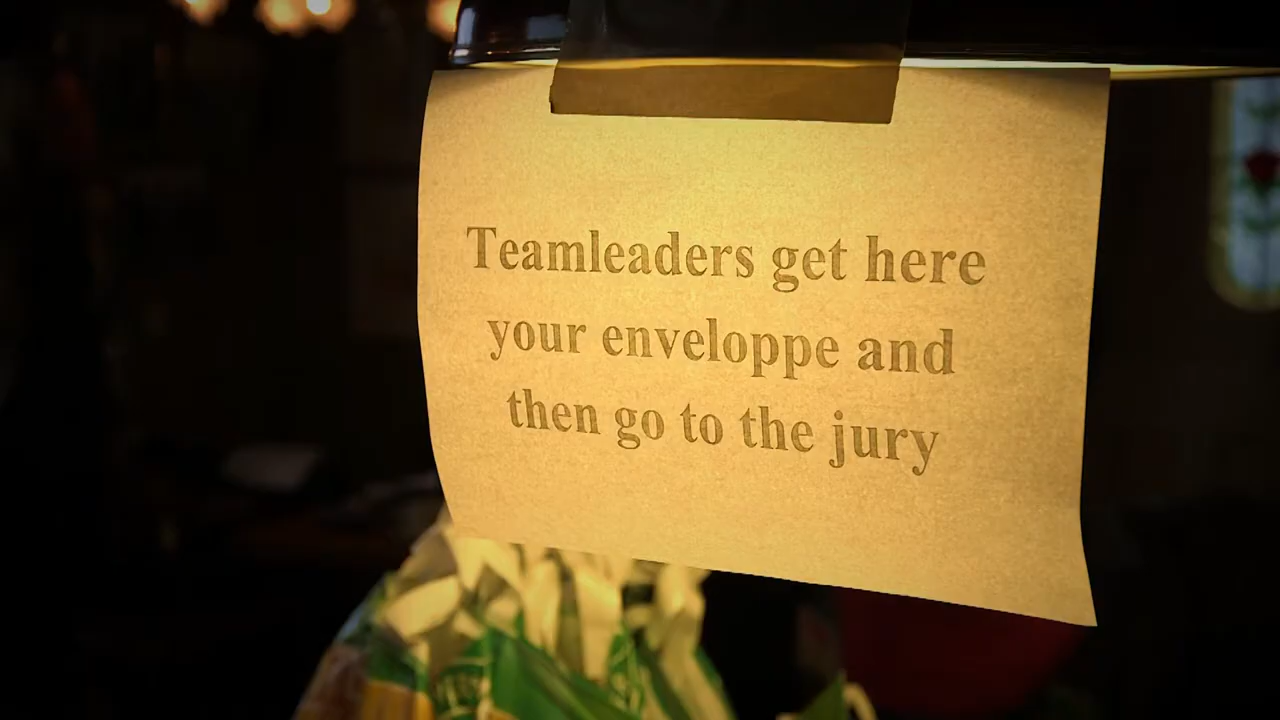 Teamleaders get here
your enveloppe and
then go to the jury